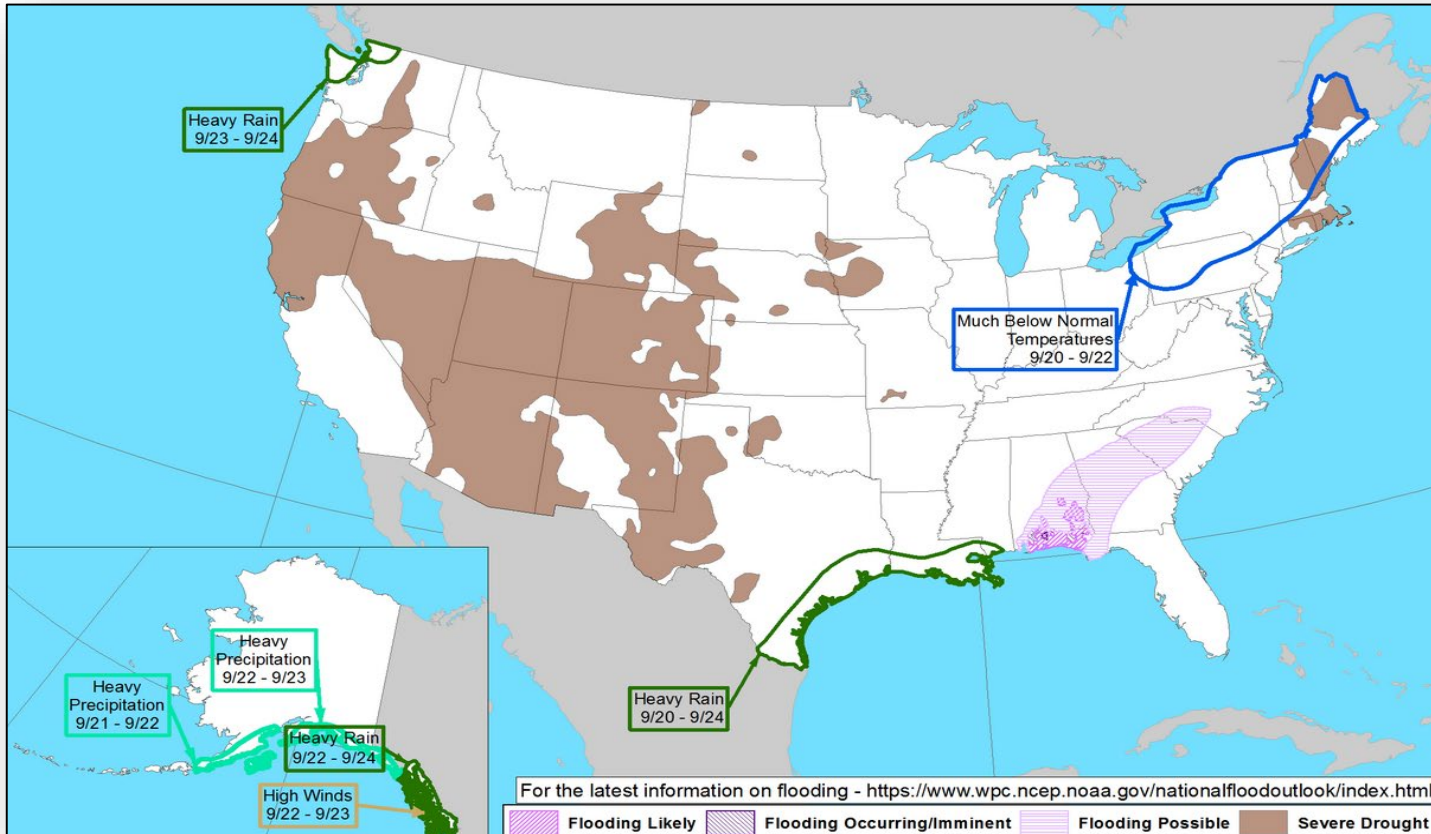 Heavy Rain
9/23 - 9/24
Much Below Normal
Temperatures
9/20 - 9/22
Heavy
Precipitation
9/22 - 9/23
Heavy
Precipitation
9/21 - 9/22
Heavy Rain
9/20 - 9/24
Heavy Rain
9/22 - 9/24
High Winds
9/22 - 9/23
For the latest information on flooding - https://www.wpc.ncep.noaa.gov/nationalfloodoutlook/index.html
Flooding Likely Flooding Occurring/Imminent Flooding Possible Severe Drought